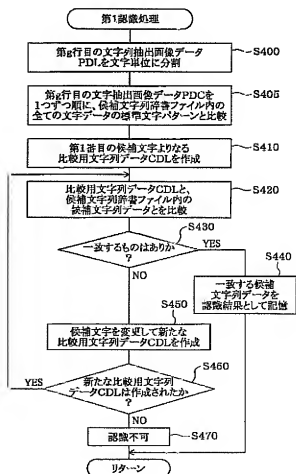 第1認識処理
第g行目の文字列抽出画像データ
PDLを文字単位に分割
S400
第g行目の文字抽出画像データPDCを
1つずつ順に、候補文字列辞書ファイル内の
全ての文字データの標準文字パターンと比較
S405
第1番目の候補文字よりなる
比較用文字列データCDLを作成
S410
比較用文字列データCDLと、
候補文字列辞書ファイル内の
候補文字列データとを比較
S420
S430
一致するものはありか
?
YES
NO
S440
一致する候補
文字列データを
認識結果として記憶
S450
候補文字を変更して新たな
比較用文字列データCDLを作成
S460
新たな比較用文字列
データCDLは作成されたか
?
YES
NO
認識不可
S470
リターン